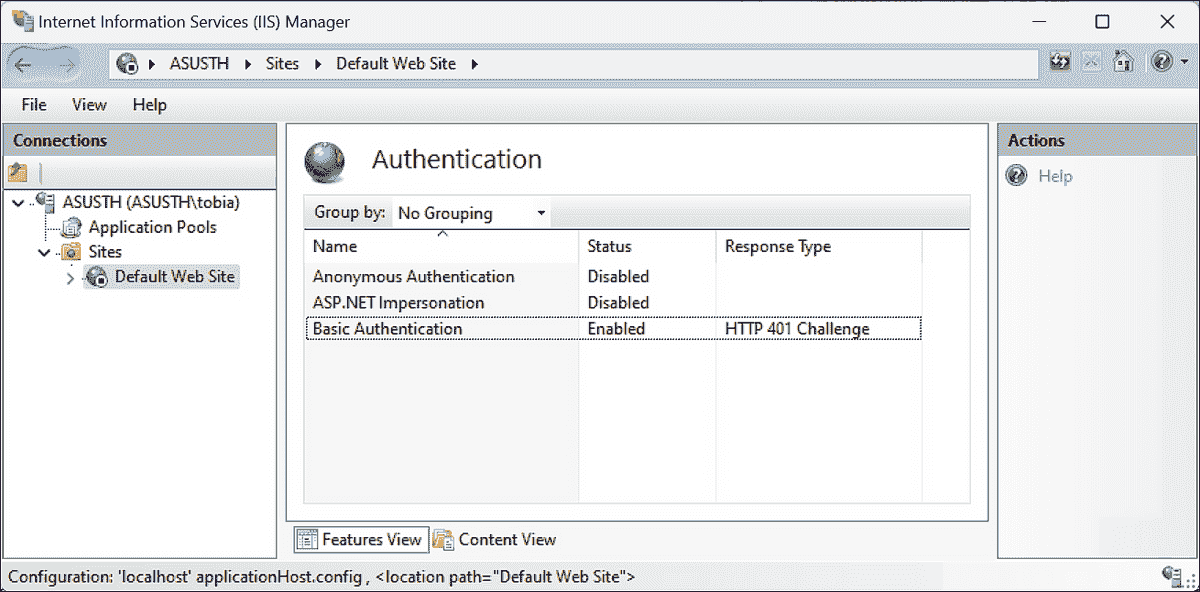 Internet Information Services (IIS) Manager
ASUSTH Sites Default Web Site
File View Help
Connections
ASUSTH (ASUSTH\tobia)
Application Pools
Sites
Default Web Site
Authentication
Group by: No Grouping
Name Status Response Type
Anonymous Authentication Disabled
ASP.NET Impersonation Disabled
Basic Authentication Enabled HTTP 401 Challenge
Features View Content View
Actions
Help
Configuration: 'localhost' applicationHost.config , <location path="Default Web Site">